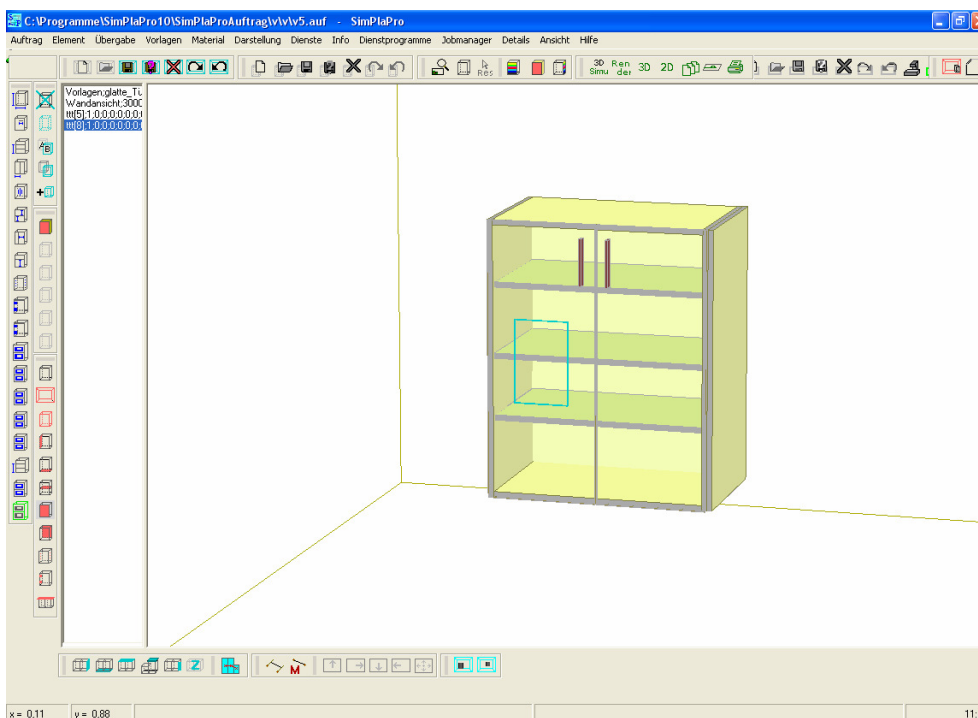 C:\Programme\SimPlaPro10\SimPlaProAuftrag\v\v\v5.auf - SimPlaPro
Auftrag Element Übergabe Vorlagen Material Darstellung Dienste Info Dienstprogramme Jobmanager Details Ansicht Hilfe
Res 3D Simu Ren der 3D 2D
Vorlagen;glatte_Tü
Wandansicht;3000
ttt[5];1;0;0;0;0;0;0;
ttt[8];1;0;0;0;0;0;0;
AB
M
x = 0.11 y = 0.88 11: